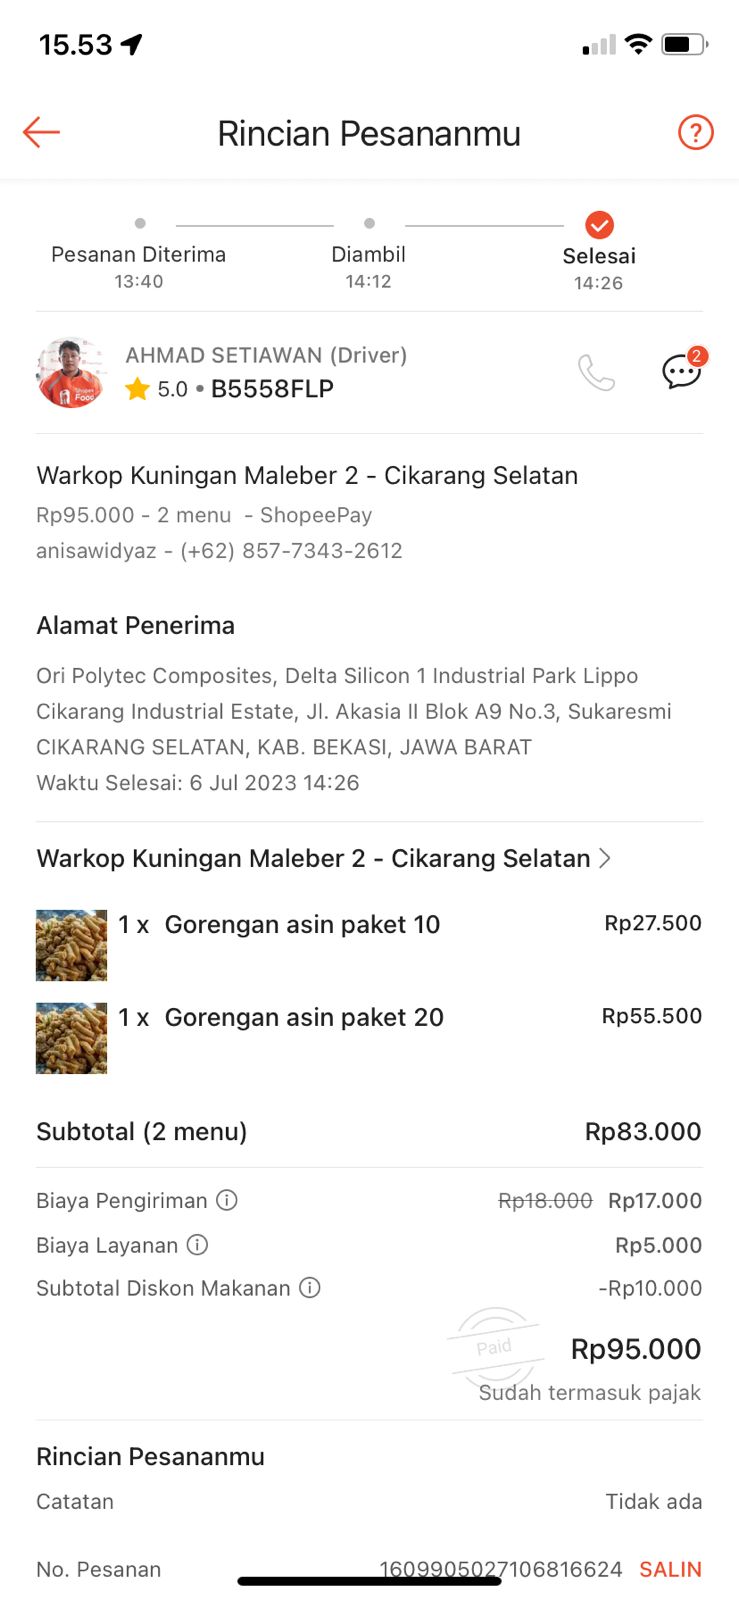 15.53
Rincian Pesananmu
?
Pesanan Diterima
13:40
Diambil
14:12
Selesai
14:26
AHMAD SETIAWAN (Driver)
5.0 • B5558FLP
2
Warkop Kuningan Maleber 2 - Cikarang Selatan
Rp95.000 - 2 menu - ShopeePay
anisawidyaz - (+62) 857-7343-2612
Alamat Penerima
Ori Polytec Composites, Delta Silicon 1 Industrial Park Lippo
Cikarang Industrial Estate, Jl. Akasia II Blok A9 No.3, Sukaresmi
CIKARANG SELATAN, KAB. BEKASI, JAWA BARAT
Waktu Selesai: 6 Jul 2023 14:26
Warkop Kuningan Maleber 2 - Cikarang Selatan >
1 x Gorengan asin paket 10 Rp27.500
1 x Gorengan asin paket 20 Rp55.500
Subtotal (2 menu) Rp83.000
Biaya Pengiriman Rp18.000 Rp17.000
Biaya Layanan Rp5.000
Subtotal Diskon Makanan -Rp10.000
Paid Rp95.000
Sudah termasuk pajak
Rincian Pesananmu
Catatan Tidak ada
No. Pesanan 1609905027106816624 SALIN